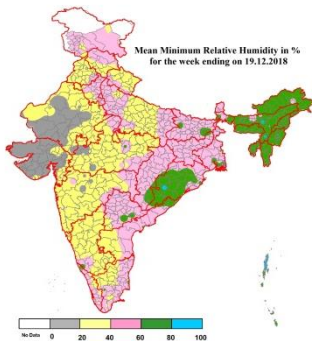 Mean Minimum Relative Humidity in %
for the week ending on 19.12.2018
No Data 0 20 40 60 80 100